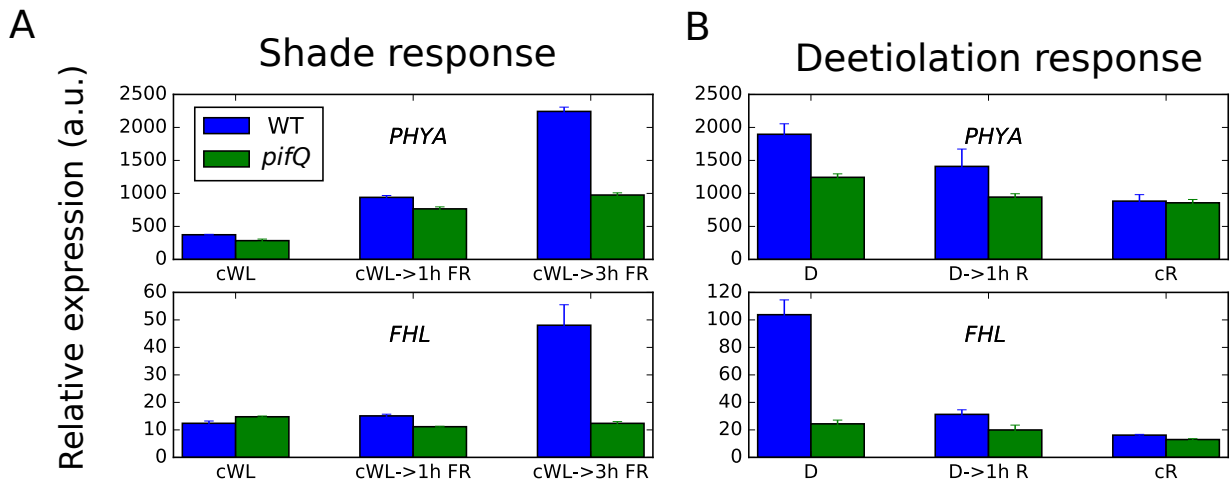 A
Shade response
B
Deetiolation response
Relative expression (a.u.)
2500
2000
1500
1000
500
0
WT
pifQ
PHYA
cWL
cWL->1h FR
cWL->3h FR
2500
2000
1500
1000
500
0
PHYA
D
D->1h R
cR
60
50
40
30
20
10
0
FHL
cWL
cWL->1h FR
cWL->3h FR
120
100
80
60
40
20
0
FHL
D
D->1h R
cR